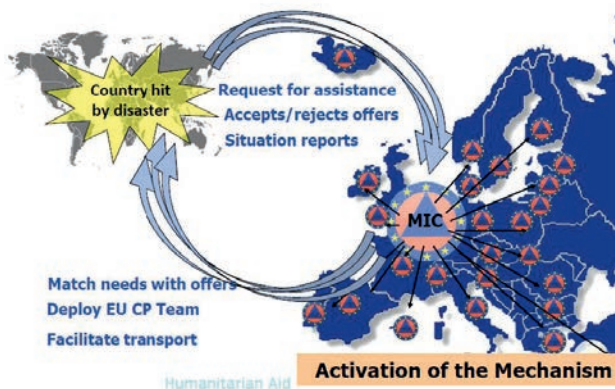 Country hit
by disaster
Request for assistance
Accepts/rejects offers
Situation reports
MIC
Match needs with offers
Deploy EU CP Team
Facilitate transport
Humanitarian Aid
Activation of the Mechanism